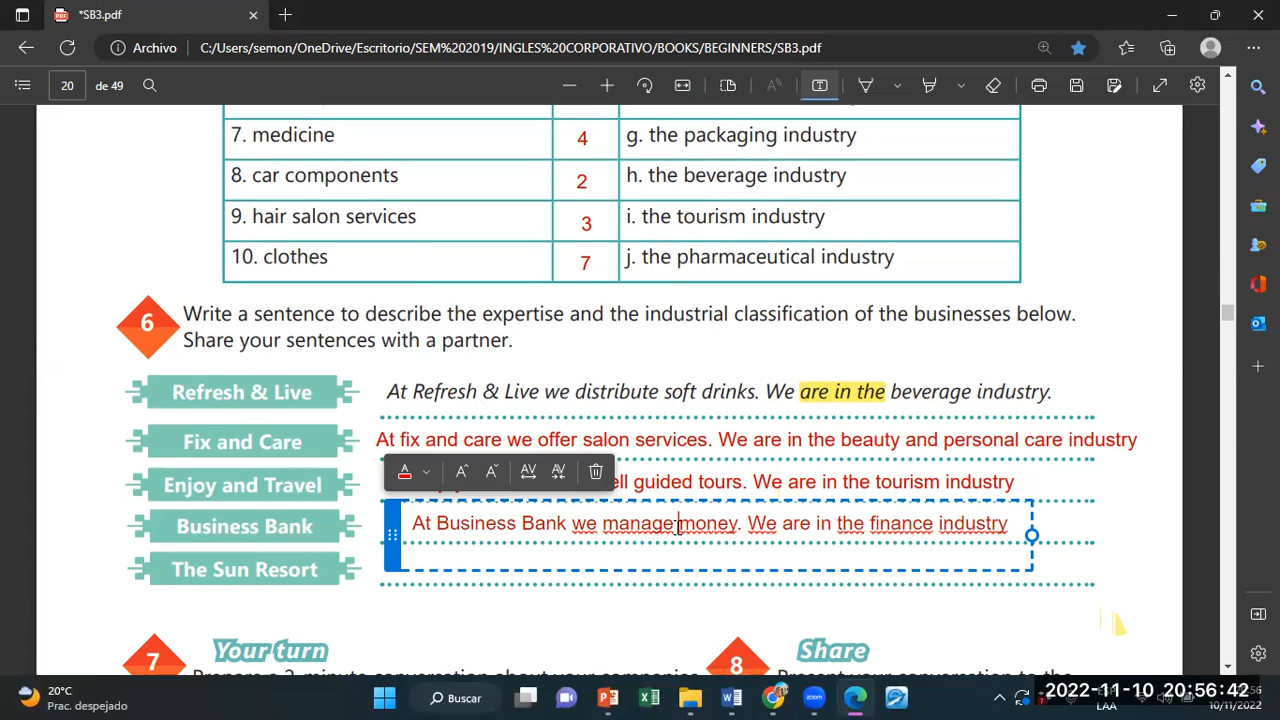 *SB3.pdf
Archivo C:/Users/semon/OneDrive/Escritorio/SEM%202019/INGLES%20CORPORATIVO/BOOKS/BEGINNERS/SB3.pdf
20 de 49
7. medicine 4 g. the packaging industry
8. car components 2 h. the beverage industry
9. hair salon services 3 i. the tourism industry
10. clothes 7 j. the pharmaceutical industry
6 Write a sentence to describe the expertise and the industrial classification of the businesses below.
Share your sentences with a partner.
Refresh & Live At Refresh & Live we distribute soft drinks. We are in the beverage industry.
Fix and Care At fix and care we offer salon services. We are in the beauty and personal care industry
Enjoy and Travel guided tours. We are in the tourism industry
Business Bank At Business Bank we manage money. We are in the finance industry
The Sun Resort
7 Your turn 8 Share
20°C
Prac. despejado
Buscar
ESP
LAA
2022-11-10 20:56:42
10/11/2022